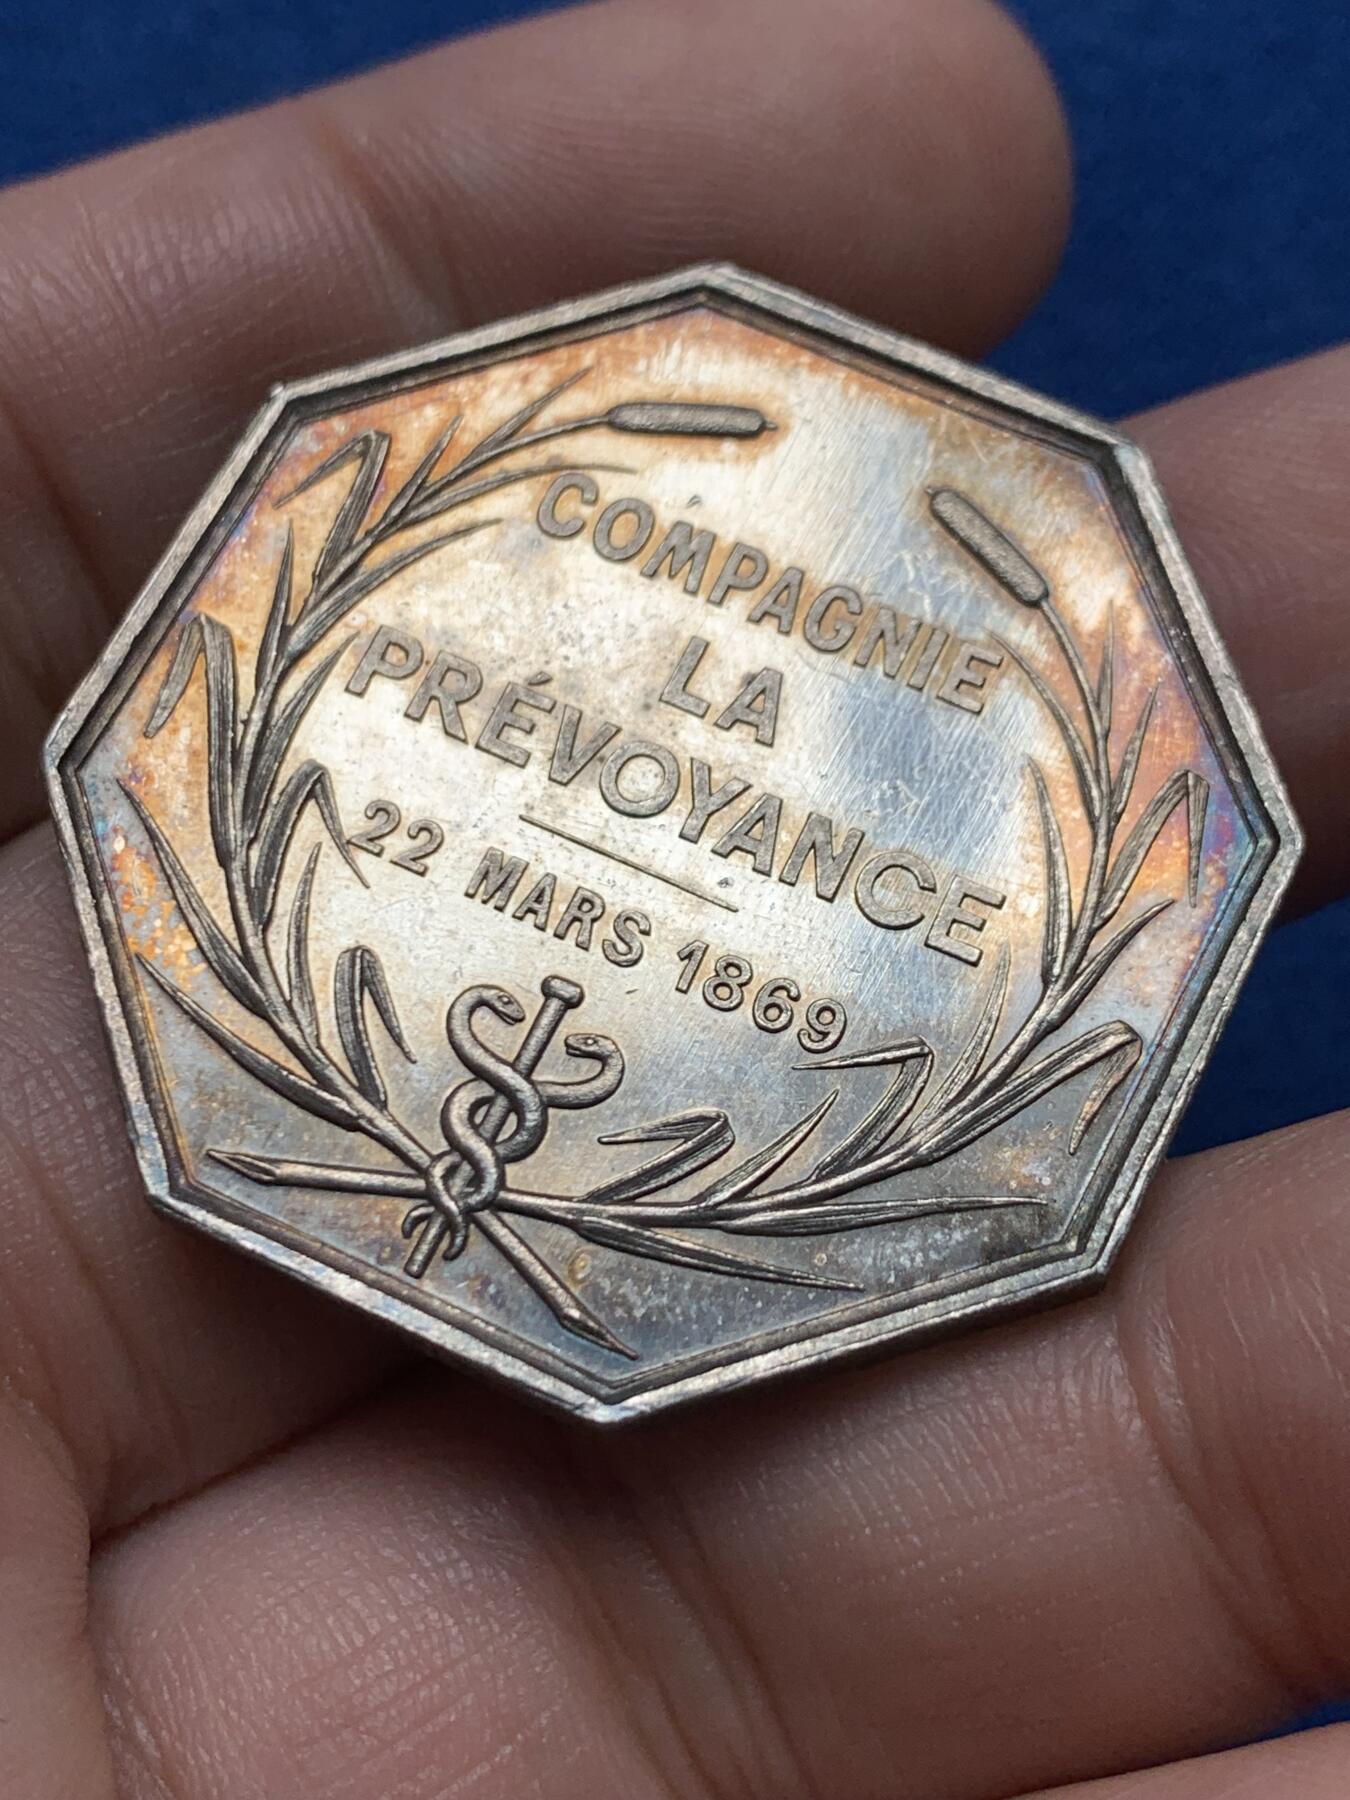 COMPAGNIE
LA
PRÉVOYANCE
22 MARS 1869